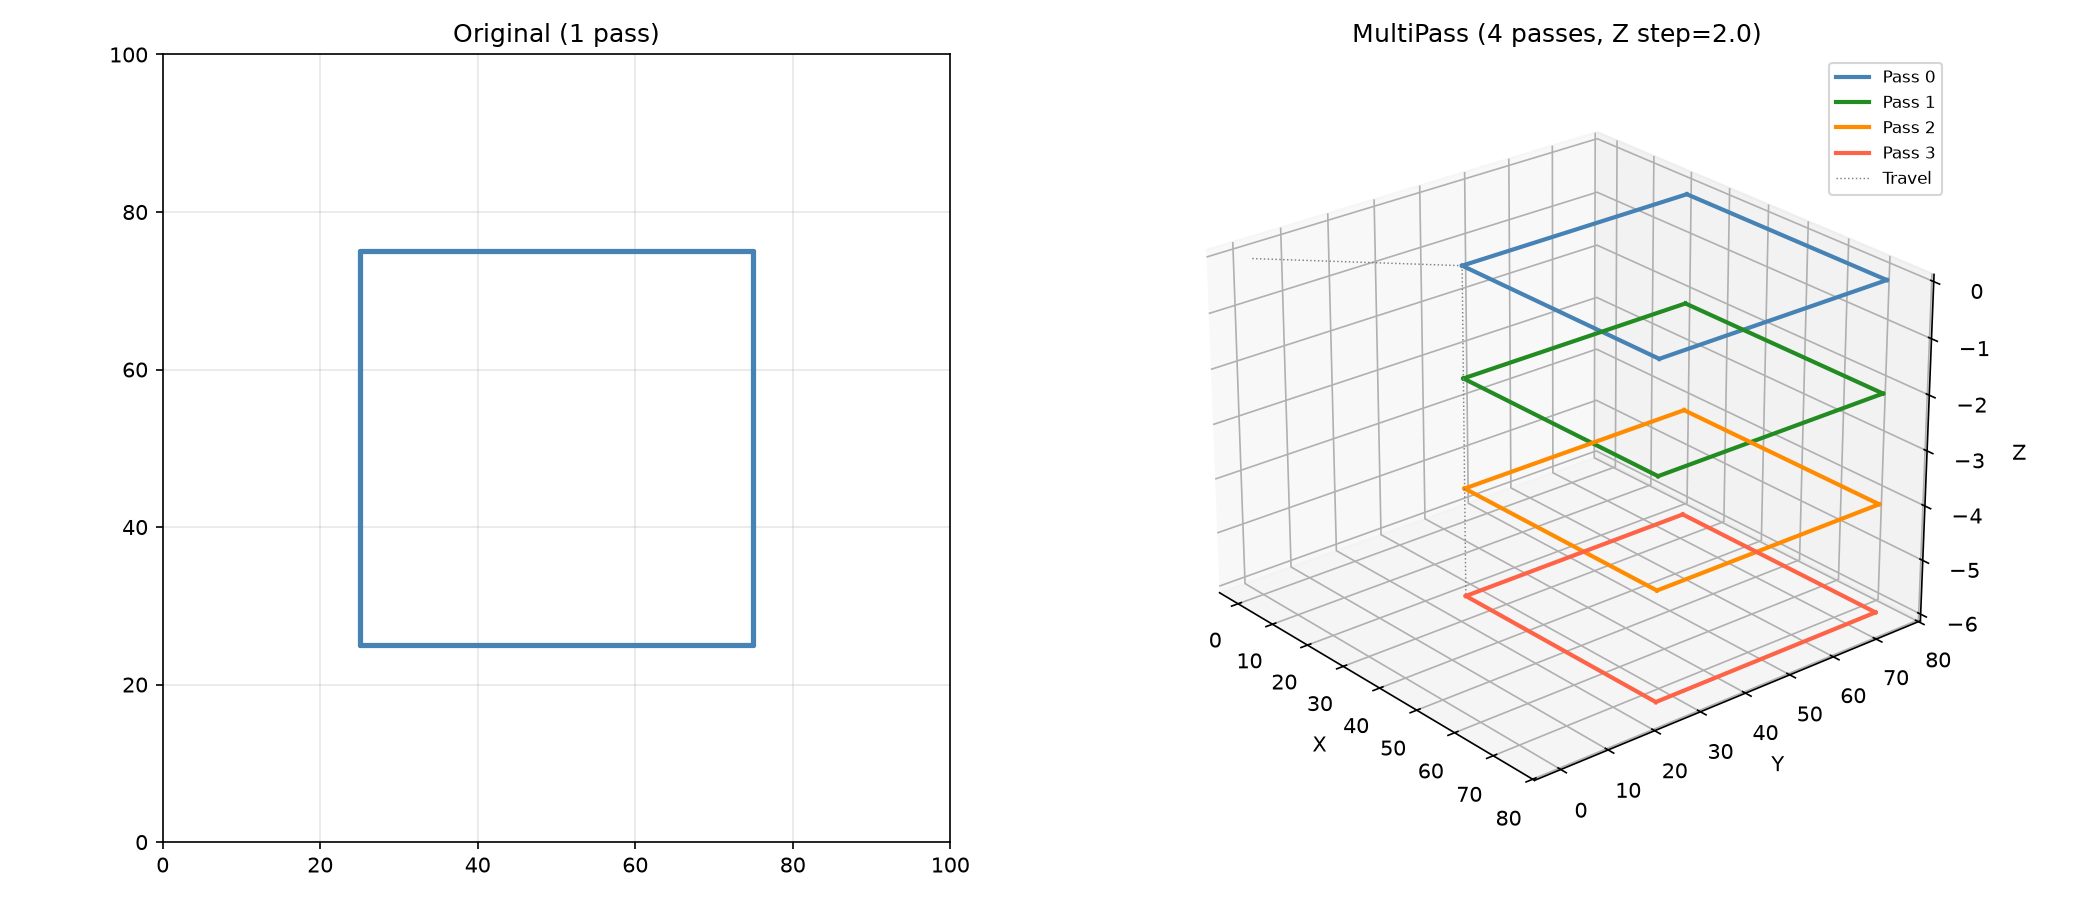 Original (1 pass)
100
80
60
40
20
0
0 20 40 60 80 100
MultiPass (4 passes, Z step=2.0)
Pass 0
Pass 1
Pass 2
Pass 3
Travel
0
−1
−2
−3
−4
−5
−6
Z
0
10
20
30
40
50
60
70
80
X
0
10
20
30
40
50
60
70
80
Y